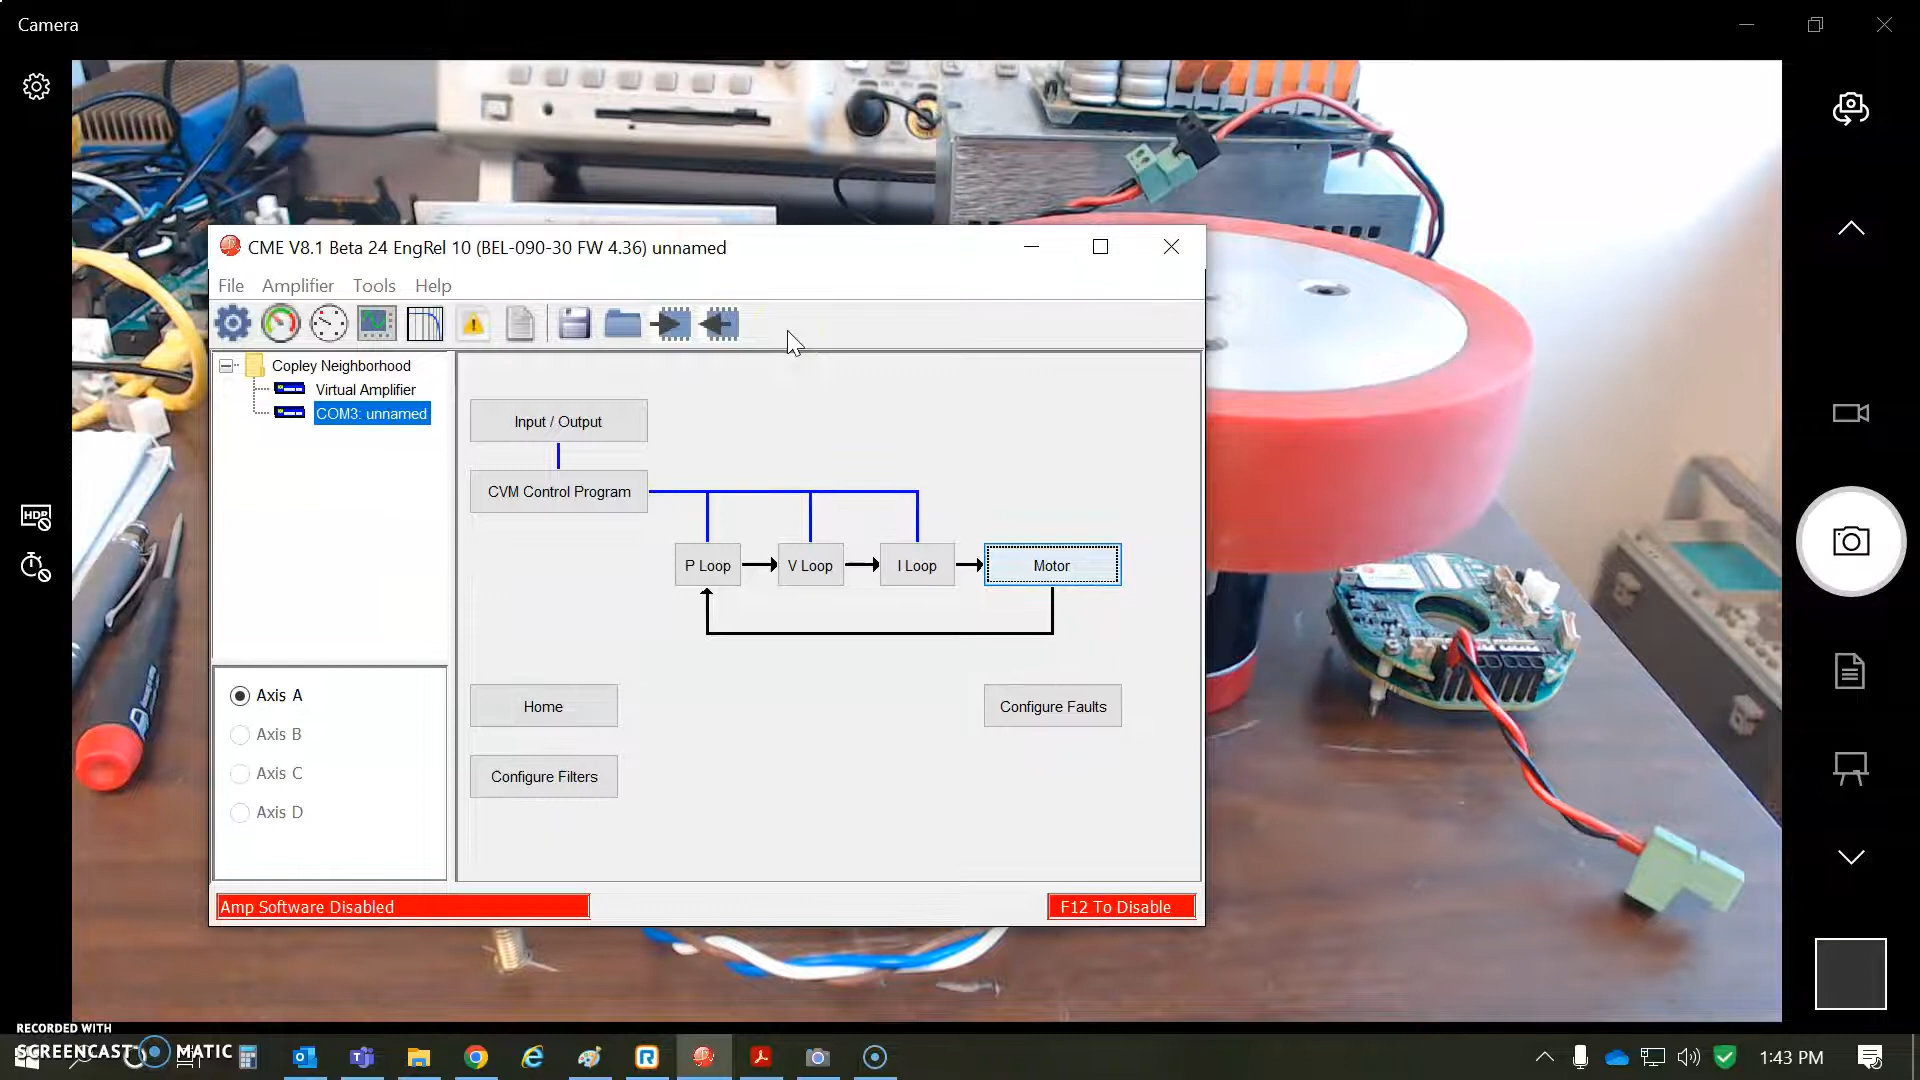 Camera
HDR
CME V8.1 Beta 24 EngRel 10 (BEL-090-30 FW 4.36) unnamed
File Amplifier Tools Help
Copley Neighborhood
Virtual Amplifier
COM3: unnamed
Input / Output
CVM Control Program
P Loop
V Loop
I Loop
Motor
Home
Configure Faults
Configure Filters
Axis A
Axis B
Axis C
Axis D
Amp Software Disabled
F12 To Disable
RECORDED WITH
SCREENCAST MATIC
1:43 PM